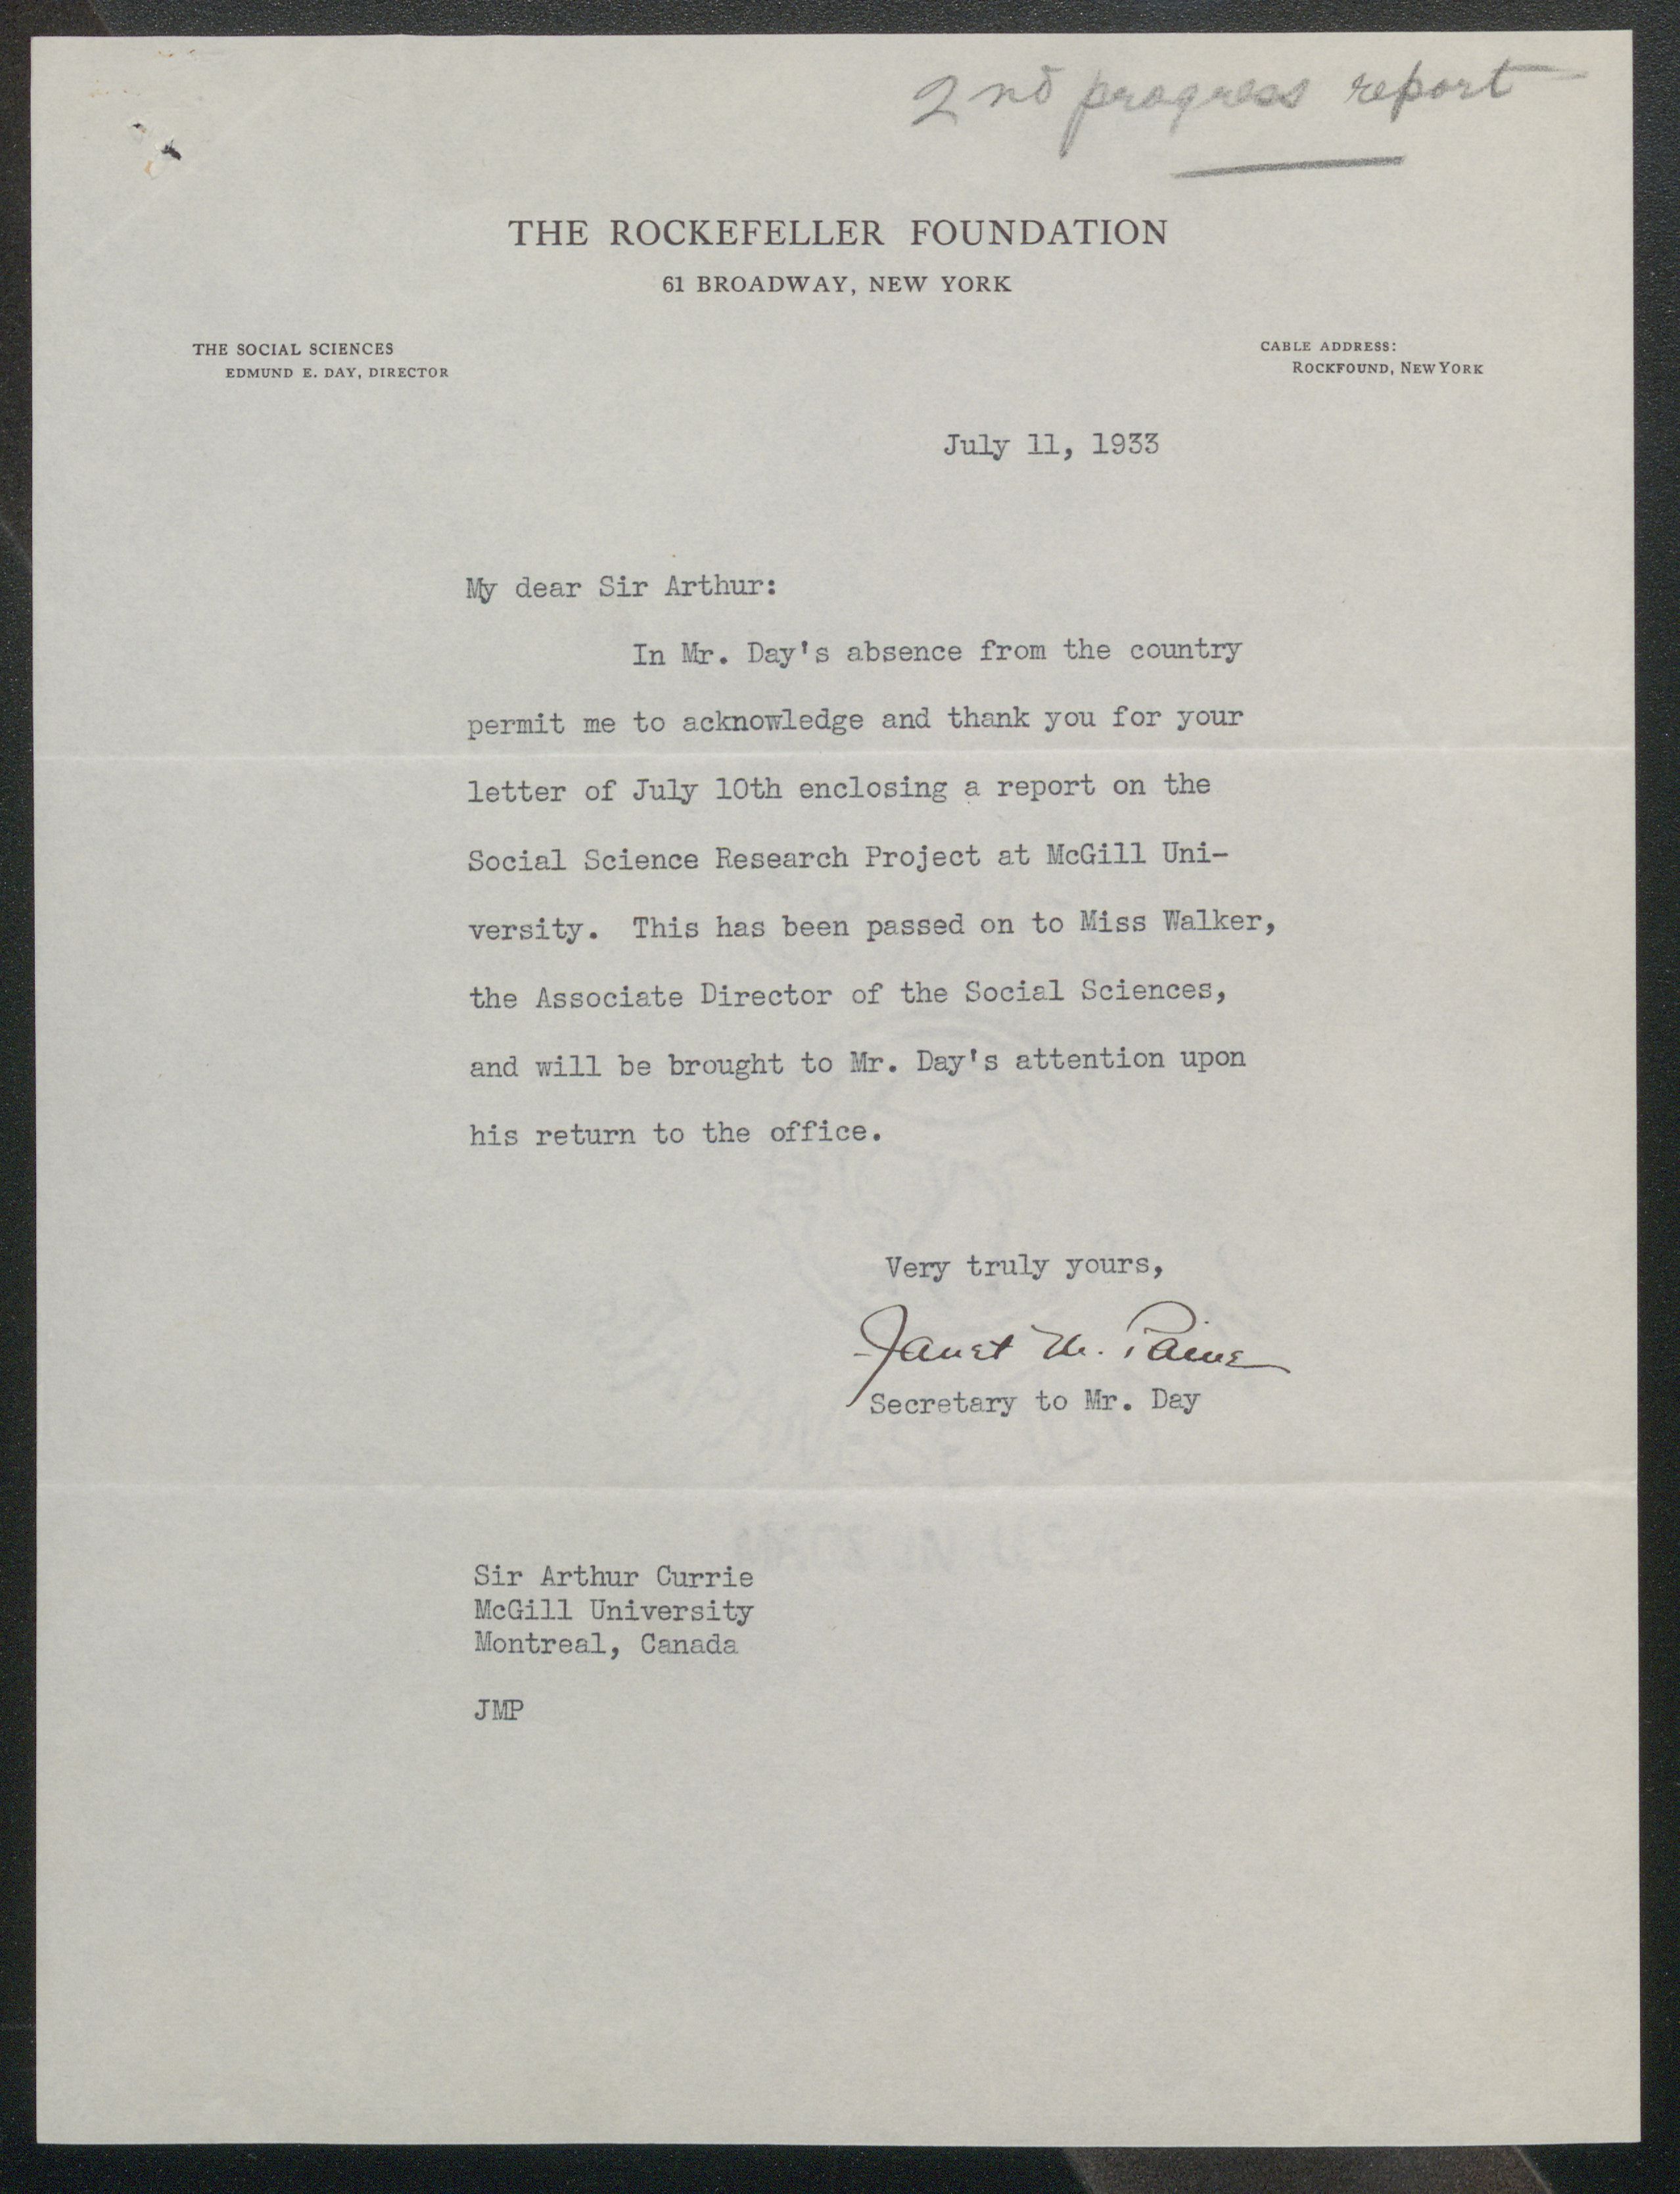 2nd progress report
THE ROCKEFELLER FOUNDATION
61 BROADWAY, NEW YORK
THE SOCIAL SCIENCES
EDMUND E. DAY, DIRECTOR
CABLE ADDRESS:
ROCKFOUND, NEW YORK
July 11, 1933
My dear Sir Arthur:
In Mr. Day's absence from the country
permit me to acknowledge and thank you for your
letter of July 10th enclosing a report on the
Social Science Research Project at McGill Uni-
versity. This has been passed on to Miss Walker,
the Associate Director of the Social Sciences,
and will be brought to Mr. Day's attention upon
his return to the office.
Very truly yours,
Janet M. Paine
Secretary to Mr. Day
Sir Arthur Currie
McGill University
Montreal, Canada
JMP